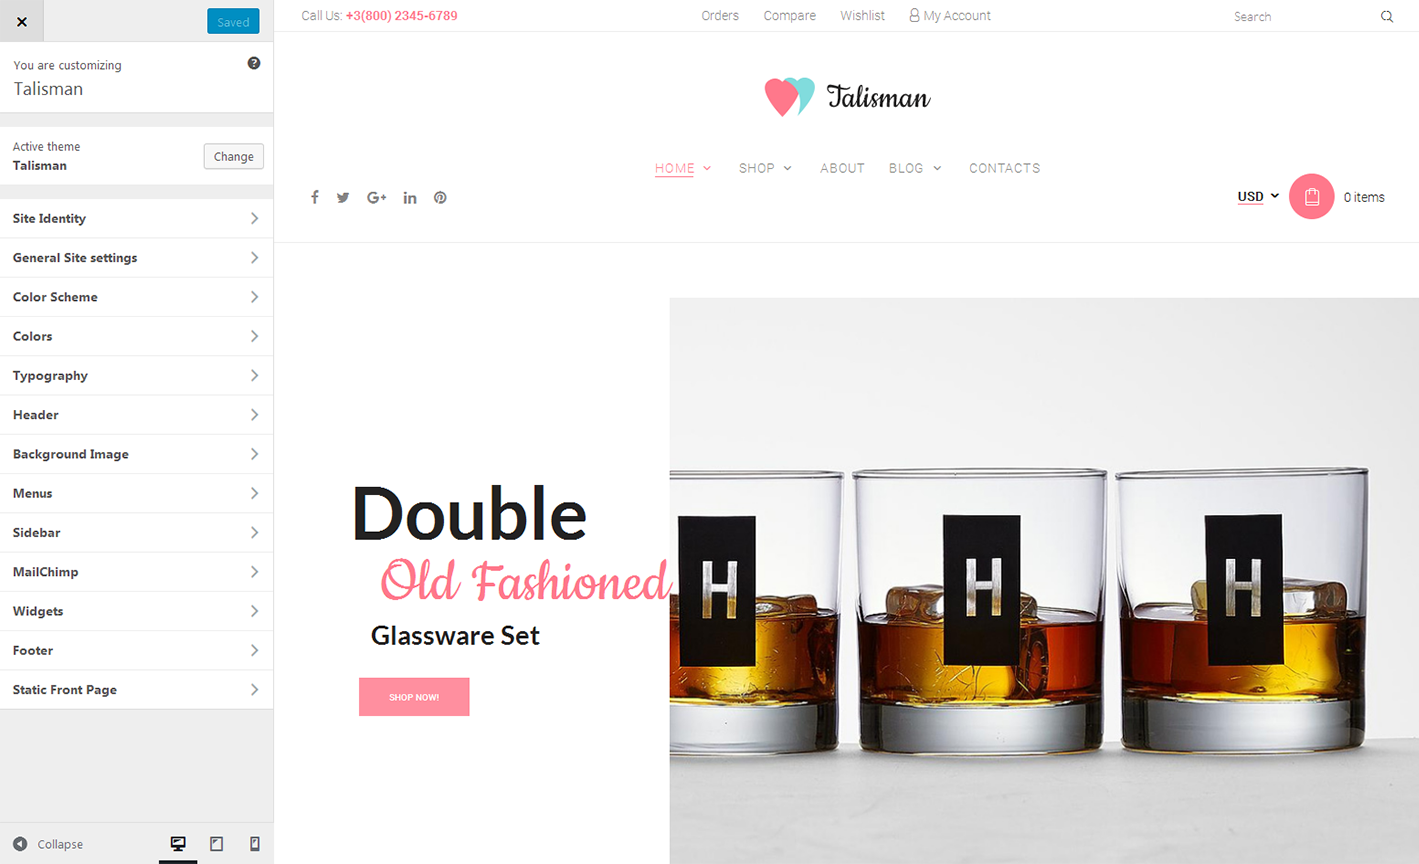 Saved
You are customizing
Talisman
Active theme
Talisman
Change
Site Identity
General Site settings
Color Scheme
Colors
Typography
Header
Background Image
Menus
Sidebar
MailChimp
Widgets
Footer
Static Front Page
Collapse
Call Us: +3(800) 2345-6789
Orders Compare Wishlist My Account
Search
Talisman
HOME SHOP ABOUT BLOG CONTACTS
USD 0 items
Double
Old Fashioned
Glassware Set
SHOP NOW!
H H H